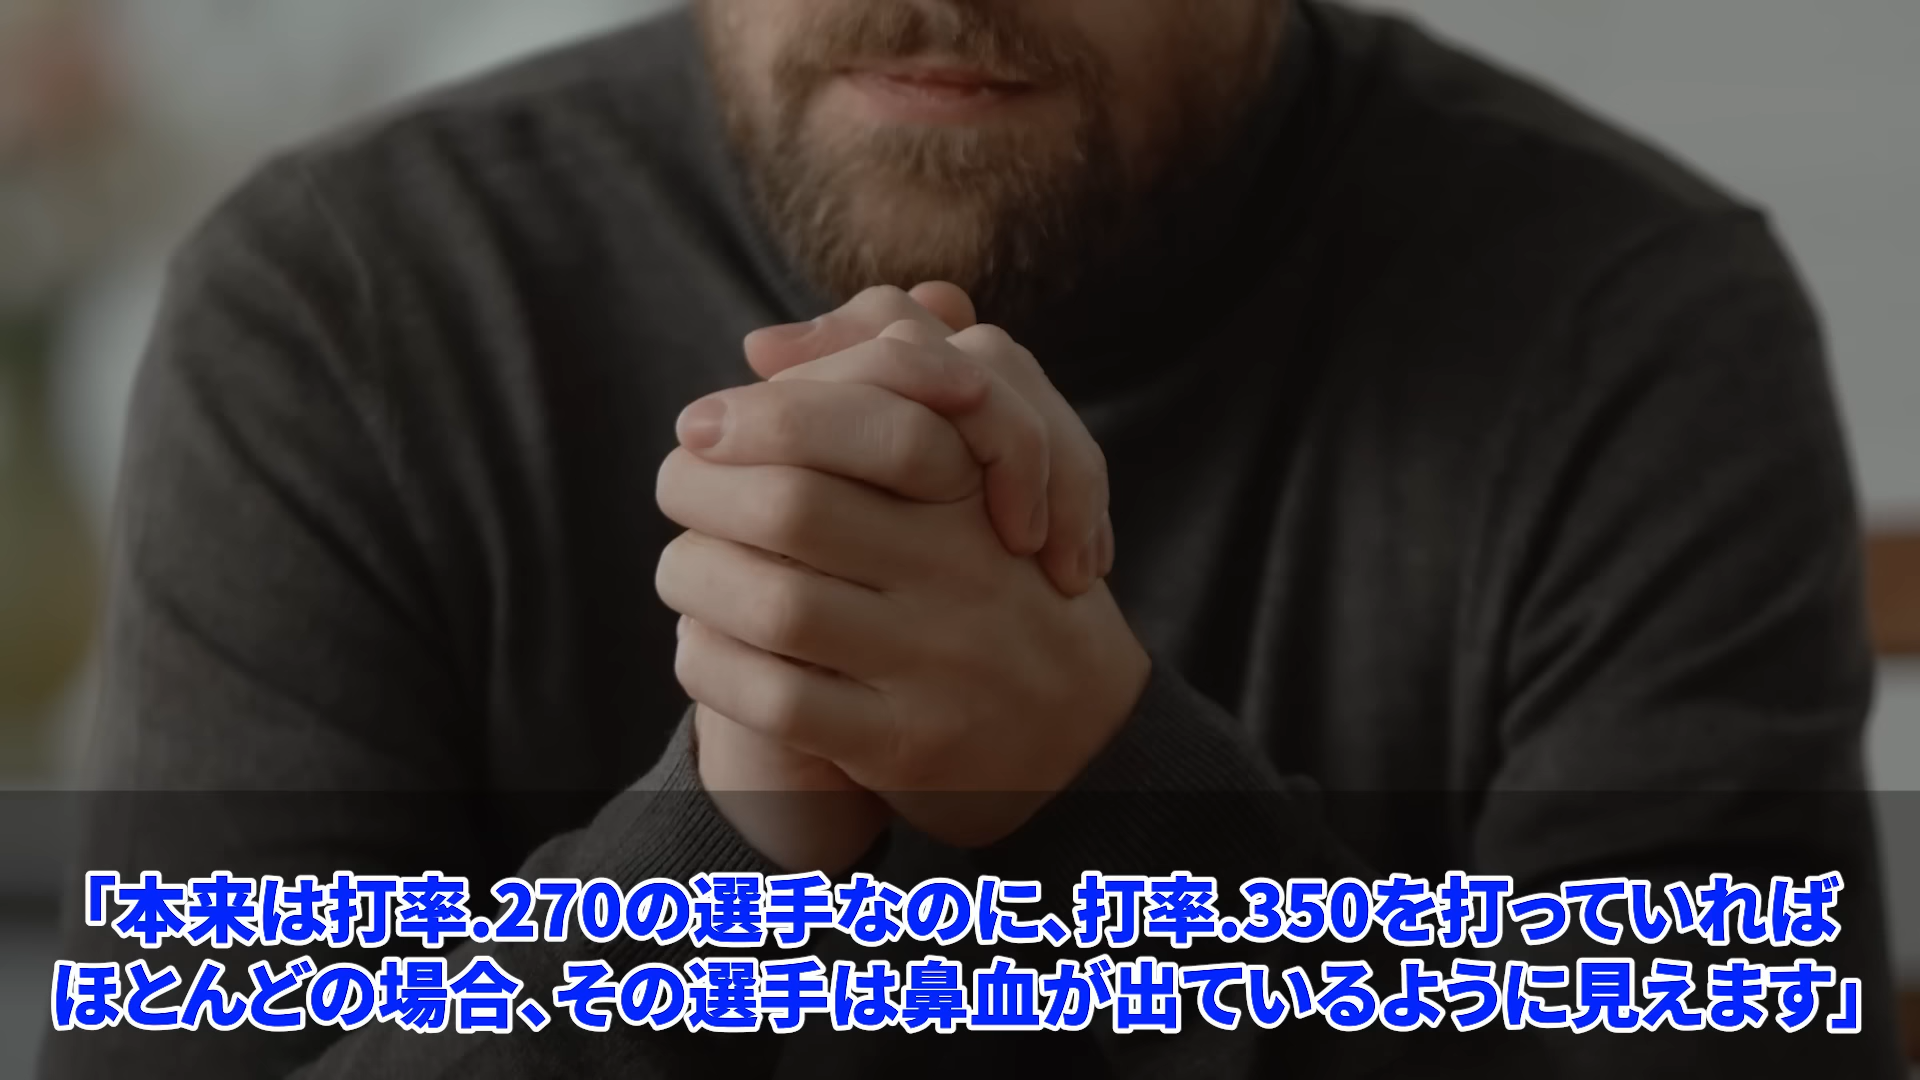 「本来は打率.270の選手なのに、打率.350を打っていれば
ほとんどの場合、その選手は鼻血が出ているように見えます」